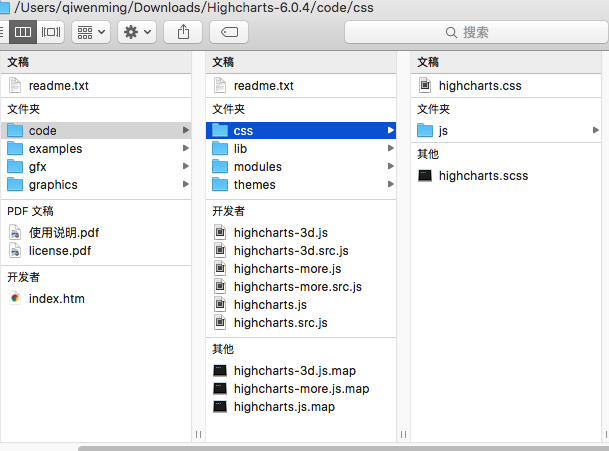 /Users/qiwenming/Downloads/Highcharts-6.0.4/code/css
搜索
文稿
readme.txt
文件夹
code
examples
gfx
graphics
PDF 文稿
使用说明.pdf
license.pdf
开发者
index.htm
文稿
readme.txt
文件夹
css
lib
modules
themes
开发者
highcharts-3d.js
highcharts-3d.src.js
highcharts-more.js
highcharts-more.src.js
highcharts.js
highcharts.src.js
其他
highcharts-3d.js.map
highcharts-more.js.map
highcharts.js.map
文稿
highcharts.css
文件夹
js
其他
highcharts.scss